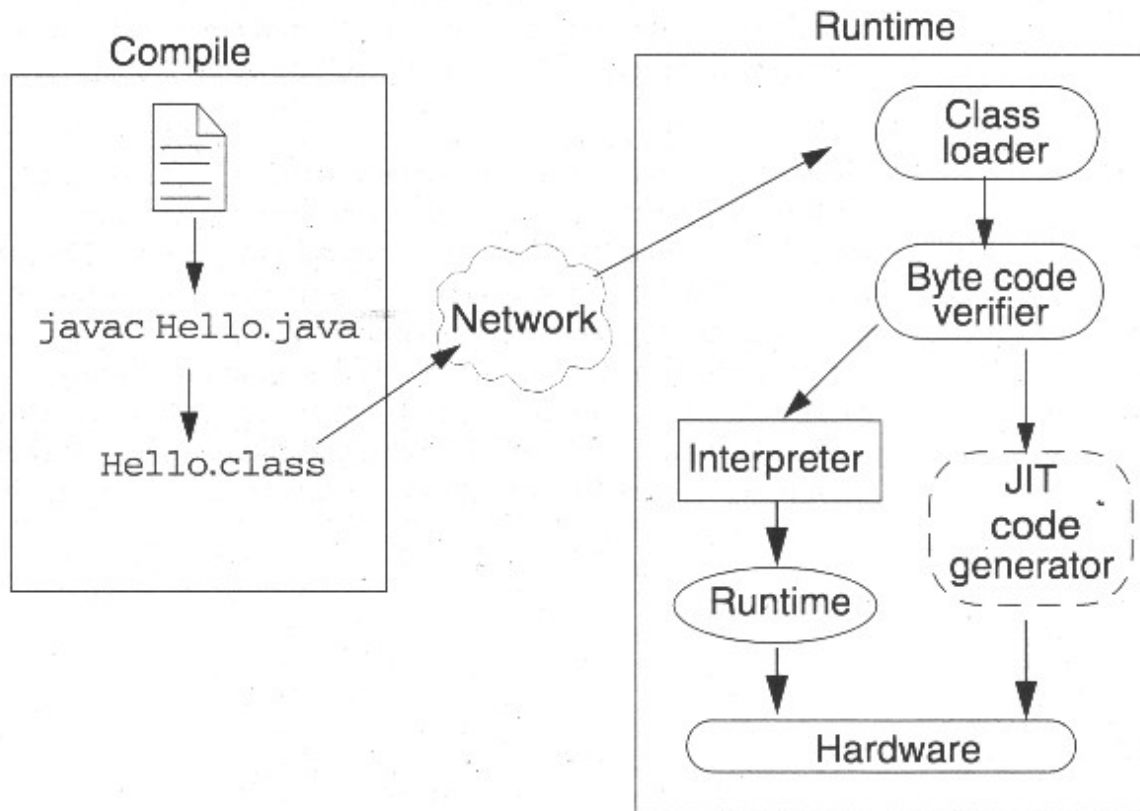 Compile
javac Hello.java
Hello.class
Network
Runtime
Class
loader
Byte code
verifier
Interpreter
Runtime
JIT
code
generator
Hardware